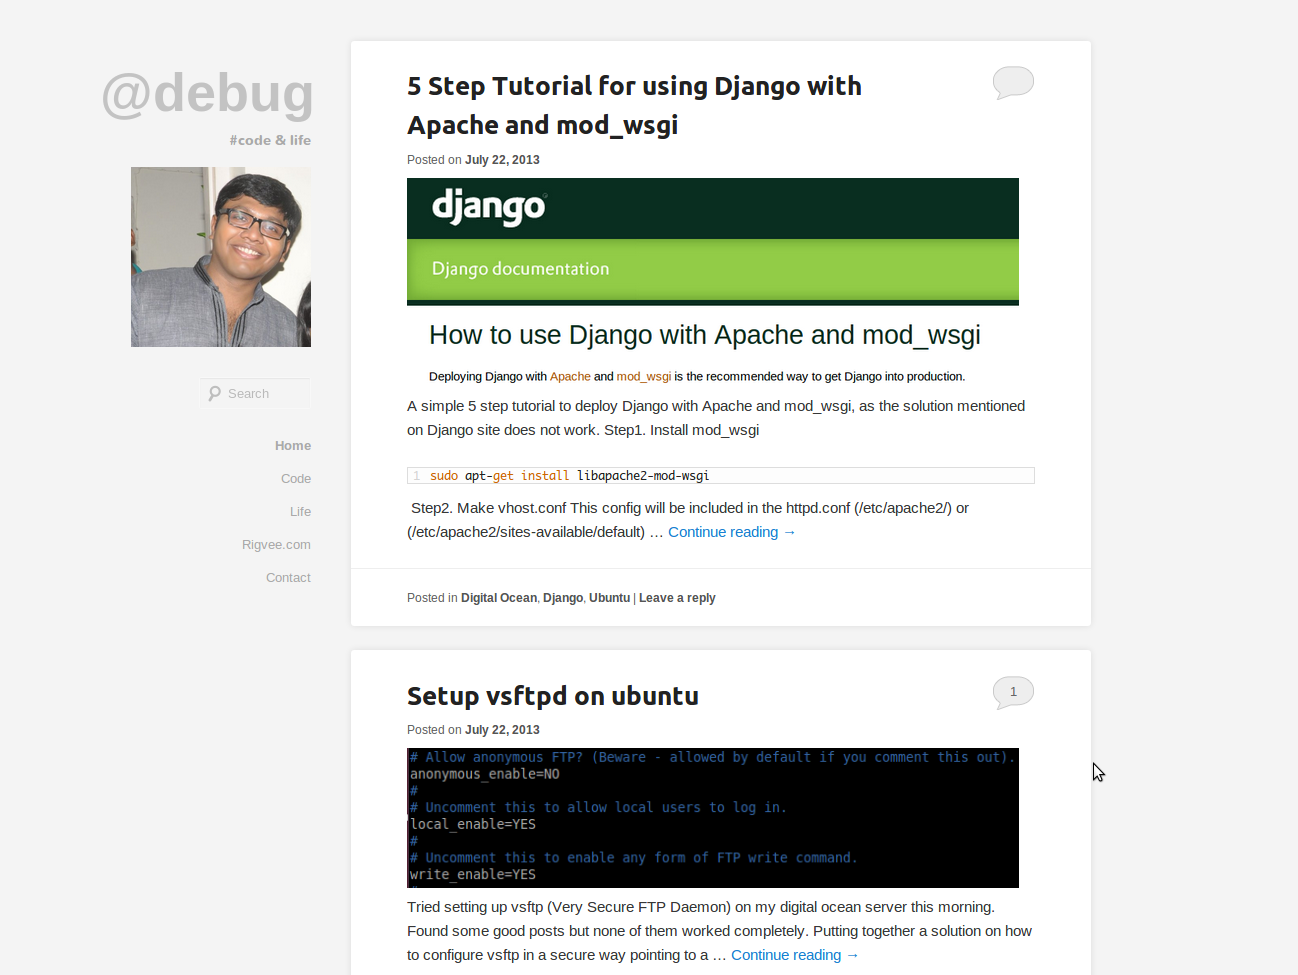 @debug
#code & life
Search
Home
Code
Life
Rigvee.com
Contact
5 Step Tutorial for using Django with
Apache and mod_wsgi
Posted on July 22, 2013
django
Django documentation
How to use Django with Apache and mod_wsgi
Deploying Django with Apache and mod_wsgi is the recommended way to get Django into production.
A simple 5 step tutorial to deploy Django with Apache and mod_wsgi, as the solution mentioned
on Django site does not work. Step1. Install mod_wsgi
1 sudo apt-get install libapache2-mod-wsgi
Step2. Make vhost.conf This config will be included in the httpd.conf (/etc/apache2/) or
(/etc/apache2/sites-available/default) … Continue reading →
Posted in Digital Ocean, Django, Ubuntu | Leave a reply
Setup vsftpd on ubuntu
1
Posted on July 22, 2013
# Allow anonymous FTP? (Beware - allowed by default if you comment this out).
anonymous_enable=NO
#
# Uncomment this to allow local users to log in.
local_enable=YES
#
# Uncomment this to enable any form of FTP write command.
write_enable=YES
Tried setting up vsftp (Very Secure FTP Daemon) on my digital ocean server this morning.
Found some good posts but none of them worked completely. Putting together a solution on how
to configure vsftp in a secure way pointing to a … Continue reading →